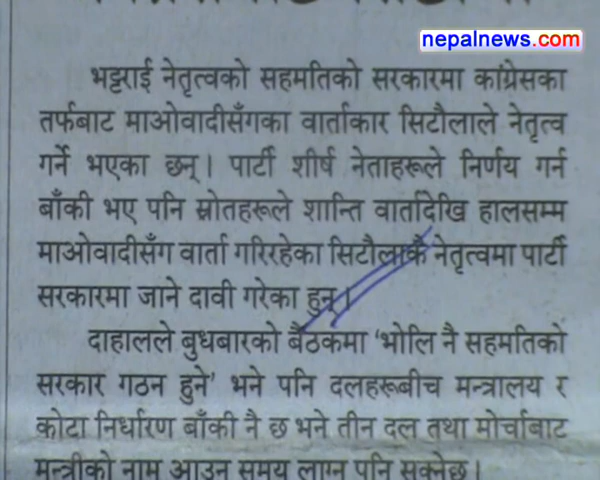 nepalnews.com
भट्टराई नेतृत्वको सहमतिको सरकारमा कांग्रेसका
तर्फबाट माओवादीसँगका वार्ताकार सिटौलाले नेतृत्व
गर्ने भएका छन् । पार्टी शीर्ष नेताहरूले निर्णय गर्न
बाँकी भए पनि स्रोतहरूले शान्ति वार्तादेखि हालसम्म
माओवादीसँग वार्ता गरिरहेका सिटौलाकै नेतृत्वमा पार्टी
सरकारमा जाने दावी गरेका हुन् ।
दाहालले बुधबारको बैठकमा 'भोलि नै सहमतिको
सरकार गठन हुने' भने पनि दलहरूबीच मन्त्रालय र
कोटा निर्धारण बाँकी नै छ भने तीन दल तथा मोर्चाबाट
मन्त्रीको नाम आउन समय लाग्न पनि सक्नेछ ।